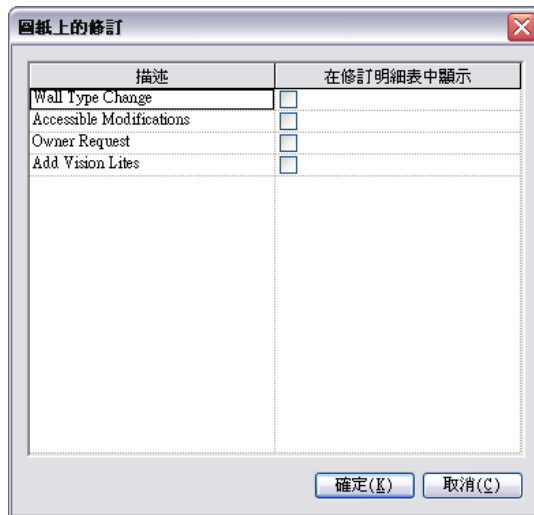 圖紙上的修訂
描述 在修訂明細表中顯示
Wall Type Change
Accessible Modifications
Owner Request
Add Vision Lites
確定(K) 取消(C)